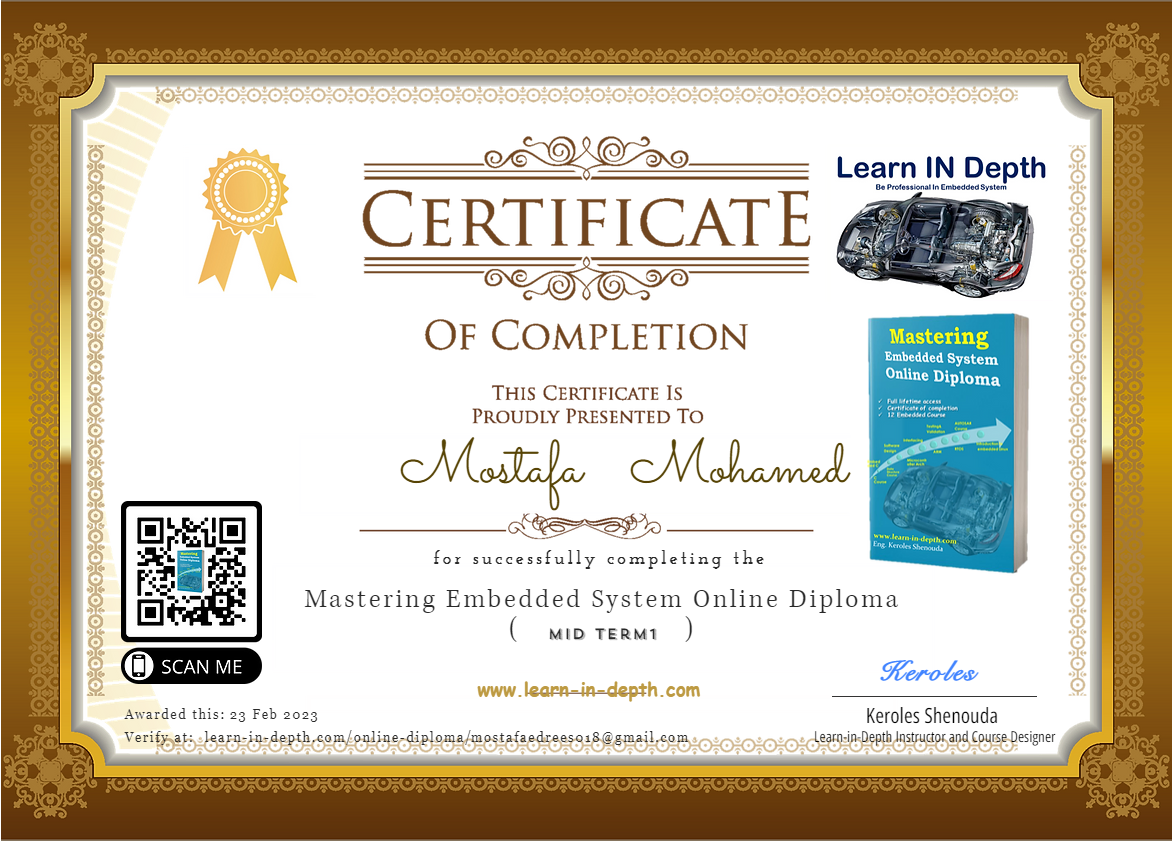 Learn IN Depth
Be Professional In Embedded System
CERTIFICATE
OF COMPLETION
THIS CERTIFICATE IS
PROUDLY PRESENTED TO
Mostafa Mohamed
for successfully completing the
Mastering Embedded System Online Diploma
( MID TERM1 )
www.learn-in-depth.com
Mastering
Embedded System
Online Diploma
✓ Full lifetime access
✓ Certificate of completion
✓ 12 Embedded Course
www.learn-in-depth.com
Eng. Keroles Shenouda
SCAN ME
Awarded this: 23 Feb 2023
Verify at: learn-in-depth.com/online-diploma/mostafaedrees018@gmail.com
Keroles
Keroles Shenouda
Learn-in-Depth Instructor and Course Designer